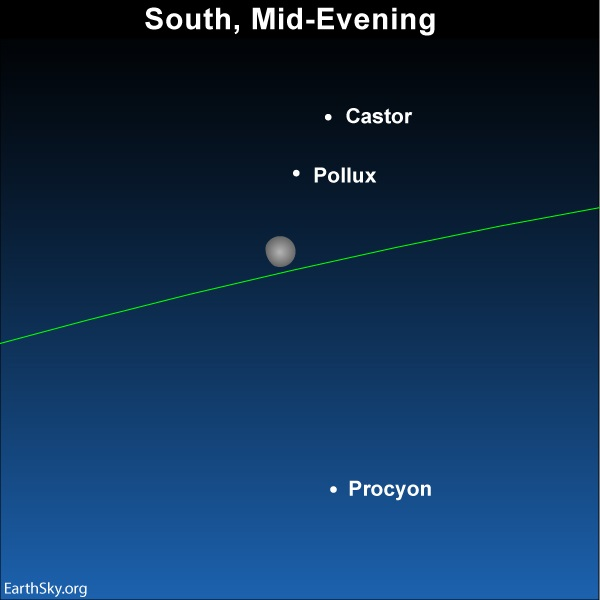 South, Mid-Evening
Castor
Pollux
Procyon
EarthSky.org